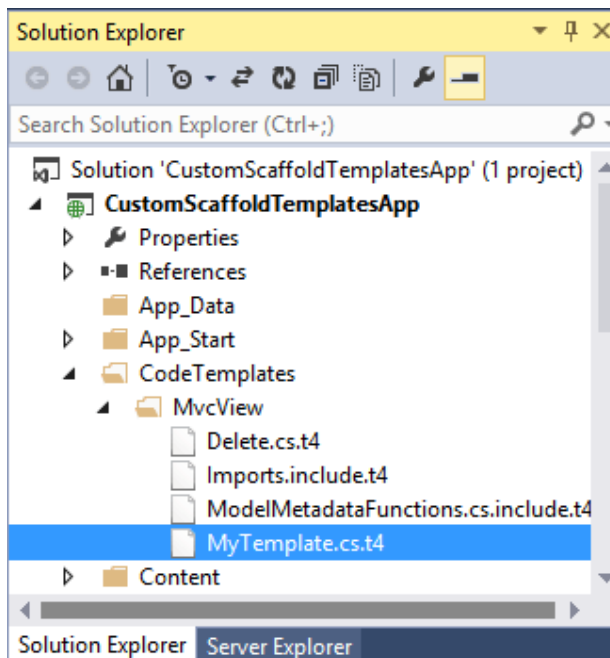 Solution Explorer
Search Solution Explorer (Ctrl+;)
Solution 'CustomScaffoldTemplatesApp' (1 project)
CustomScaffoldTemplatesApp
Properties
References
App_Data
App_Start
CodeTemplates
MvcView
Delete.cs.t4
Imports.include.t4
ModelMetadataFunctions.cs.include.t4
MyTemplate.cs.t4
Content
Solution Explorer Server Explorer